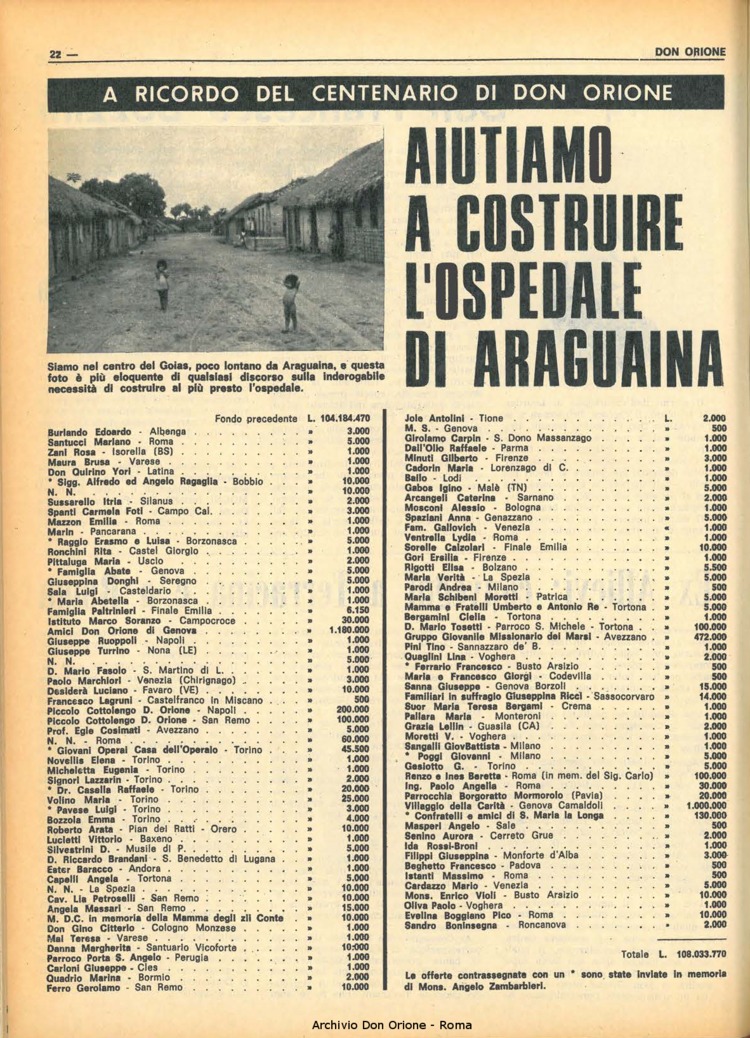 22 —
DON ORIONE
A RICORDO DEL CENTENARIO DI DON ORIONE
AIUTIAMO
A COSTRUIRE
L'OSPEDALE
DI ARAGUAINA
Siamo nel centro del Goias, poco lontano da Araguaina, e questa
foto è più eloquente di qualsiasi discorso sulla inderogabile
necessità di costruire al più presto l'ospedale.
Fondo precedente L. 104.184.470
Burlando Edoardo - Albenga . . . . . . . . . » 3.000
Santucci Mariano - Roma . . . . . . . . . » 5.000
Zani Rosa - Isorella (BS) . . . . . . . . . » 1.000
Maura Brusa - Varese . . . . . . . . . » 1.000
Don Quirino Yori - Latina . . . . . . . . . » 1.000
* Sigg. Alfredo ed Angelo Ragaglia - Bobbio . . . . » 10.000
N. N. . . . . . . . . . » 10.000
Sussarello Itria - Silanus . . . . . . . . . » 2.000
Spanti Carmela Foti - Campo Cal. . . . . . . . » 3.000
Mazzon Emilia - Roma . . . . . . . . . » 1.000
Marin - Pancarana . . . . . . . . . » 1.000
* Raggio Erasmo e Luisa - Borzonasca . . . . . . » 5.000
Ronchini Rita - Castel Giorgio . . . . . . . . » 1.000
Pittaluga Maria - Uscio . . . . . . . . . » 2.000
* Famiglia Abate - Genova . . . . . . . . . » 5.000
Giuseppina Donghi - Seregno . . . . . . . . » 5.000
Sala Luigi - Casteldario . . . . . . . . . » 1.000
* Maria Abetella - Borzonasca . . . . . . . . » 1.000
Famiglia Paltrinieri - Finale Emilia . . . . . . » 6.150
Istituto Marco Soranzo - Campocroce . . . . . . » 30.000
Amici Don Orione di Genova . . . . . . . . » 1.180.000
Giuseppe Ruoppoli - Napoli . . . . . . . . » 1.000
Giuseppe Turrino - Nona (LE) . . . . . . . . » 1.000
N. N. . . . . . . . . . » 5.000
D. Mario Fasolo - S. Martino di L. . . . . . . . » 1.000
Paolo Marchiori - Venezia (Chirignago) . . . . . » 3.000
Desiderà Luciano - Favaro (VE) . . . . . . . . » 10.000
Francesco Lagruni - Castelfranco in Miscano . . . . » 500
Piccolo Cottolengo D. Orione - Napoli . . . . . » 200.000
Piccolo Cottolengo D. Orione - San Remo . . . . » 100.000
Prof. Egle Cosimati - Avezzano . . . . . . . . » 5.000
N. N. - Roma . . . . . . . . . » 60.000
* Giovani Operai Casa dell'Operaio - Torino . . . . » 45.500
Novellis Elena - Torino . . . . . . . . . » 1.000
Micheletta Eugenia - Torino . . . . . . . . » 1.000
Signori Lazzarin - Torino . . . . . . . . . » 2.000
* Dr. Casella Raffaele - Torino . . . . . . . . » 20.000
Volino Maria - Torino . . . . . . . . . » 25.000
* Pavese Luigi - Torino . . . . . . . . . » 3.000
Bozzola Emma - Torino . . . . . . . . . » 4.000
Roberto Arata - Pian dei Ratti - Orero . . . . . » 10.000
Lucietti Vittorio - Baxeno . . . . . . . . . » 1.000
Silvestrini D. - Musile di P. . . . . . . . . » 5.000
D. Riccardo Brandani - S. Benedetto di Lugana . . . » 1.000
Ester Baracco - Andora . . . . . . . . . » 1.000
Capelli Angela - Tortona . . . . . . . . . » 5.000
N. N. - La Spezia . . . . . . . . . » 10.000
Cav. Lia Petroselli - San Remo . . . . . . . . » 10.000
Angela Massari - San Remo . . . . . . . . » 15.000
M. D.C. in memoria della Mamma degli zii Conte . . » 10.000
Don Gino Citterio - Cologno Monzese . . . . . . » 1.000
Mai Teresa - Varese . . . . . . . . . » 1.000
Danna Margherita - Santuario Vicoforte . . . . . » 10:000
Parroco Porta S. Angelo - Perugia . . . . . . . » 1.000
Carloni Giuseppe - Cles . . . . . . . . . » 1.000
Quadrio Marina - Bormio . . . . . . . . . » 2.000
Ferro Gerolamo - San Remo . . . . . . . . » 10.000
Jole Antolini - Tione . . . . . . . . . L. 2.000
M. S. - Genova . . . . . . . . . » 500
Girolamo Carpin - S. Dono Massanzago . . . . . » 1.000
Dall'Olio Raffaele - Parma . . . . . . . . . » 1.000
Minuti Gilberto - Firenze . . . . . . . . . » 3.000
Cadorin Maria - Lorenzago di C. . . . . . . . » 1.000
Bailo - Lodi . . . . . . . . . » 1.000
Gabos Igino - Malè (TN) . . . . . . . . . » 5.000
Arcangeli Caterina - Sarnano . . . . . . . . » 2.000
Mosconi Alessio - Bologna . . . . . . . . . » 1.000
Spaziani Anna - Genazzano . . . . . . . . » 5.000
Fam. Gallovich - Venezia . . . . . . . . . » 1.000
Ventrella Lydia - Roma . . . . . . . . . » 1.000
Sorelle Calzolari - Finale Emilia . . . . . . . » 10.000
Gori Ersilia - Firenze . . . . . . . . . » 1.000
Rigotti Elisa - Bolzano . . . . . . . . . » 5.500
Maria Verità - La Spezia . . . . . . . . . » 5.000
Parodi Andrea - Milano . . . . . . . . . » 500
Maria Schibeni Moretti - Patrica . . . . . . . » 5.000
Mamma e Fratelli Umberto e Antonio Re - Tortona . . » 5.000
Bergamini Clelia - Tortona . . . . . . . . . » 1.000
D. Mario Tosetti - Parroco S. Michele - Tortona . . » 100.000
Gruppo Giovanile Missionario dei Marsi - Avezzano . » 472.000
Pini Tino - Sannazzaro de' B. . . . . . . . . » 1.000
Quaglini Lina - Voghera . . . . . . . . . » 2.000
* Ferrario Francesco - Busto Arsizio . . . . . . » 500
Maria e Francesco Giorgi - Codevilla . . . . . . » 500
Sanna Giuseppe - Genova Borzoli . . . . . . . » 15.000
Familiari in suffragio Giuseppina Ricci - Sassocorvaro » 14.000
Suor Maria Teresa Bergami - Crema . . . . . . » 1.000
Pallara Maria - Monteroni . . . . . . . . . » 1.000
Grazia Lellin - Guasila (CA) . . . . . . . . » 2.000
Moretti V. - Voghera . . . . . . . . . » 1.000
Sangalli GiovBattista - Milano . . . . . . . . » 1.000
* Poggi Giovanni - Milano . . . . . . . . . » 5.000
Gesiotto G. - Torino . . . . . . . . . » 5.000
Renzo e Ines Beretta - Roma (in mem. del Sig. Carlo) » 100.000
Ing. Paolo Angelia - Roma . . . . . . . . . » 30.000
Parrocchia Borgoratto Mormorolo (Pavia) . . . . . » 20.000
Villaggio della Carità - Genova Camaldoli . . . . » 1.000.000
* Confratelli e amici di S. Maria la Longa . . . . » 130.000
Masperi Angelo - Sale . . . . . . . . . » 500
Senino Aurora - Cerreto Grue . . . . . . . . » 2.000
Ida Rossi-Broni . . . . . . . . . » 1.000
Filippi Giuseppina - Monforte d'Alba . . . . . . » 3.000
Beghetto Francesco - Padova . . . . . . . . » 500
Istanti Massimo - Roma . . . . . . . . . » 500
Cardazzo Mario - Venezia . . . . . . . . . » 5.000
Mons. Enrico Violi - Busto Arsizio . . . . . . . » 10.000
Oliva Paolo - Voghera . . . . . . . . . » 1.000
Evelina Boggiano Pico - Roma . . . . . . . . » 10.000
Sandro Boninsegna - Roncanova . . . . . . . » 2.000
Totale L. 108.033.770
Le offerte contrassegnate con un * sono state inviate in memoria
di Mons. Angelo Zambarbieri.
Archivio Don Orione - Roma